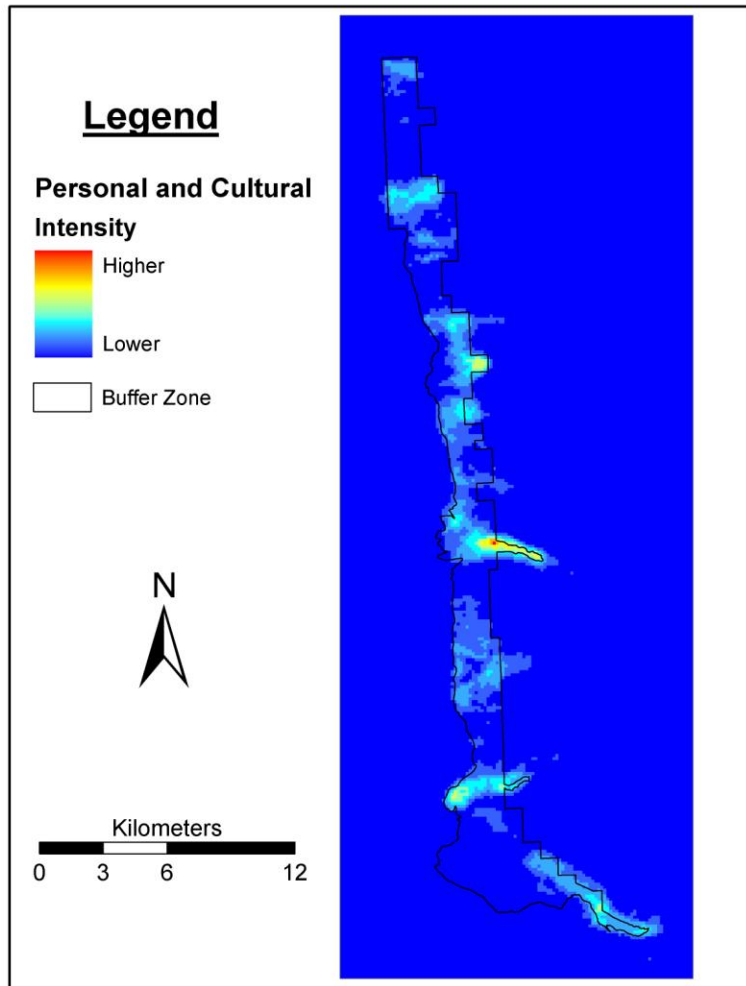 Legend
Personal and Cultural
Intensity
Higher
Lower
Buffer Zone
N
Kilometers
0 3 6 12